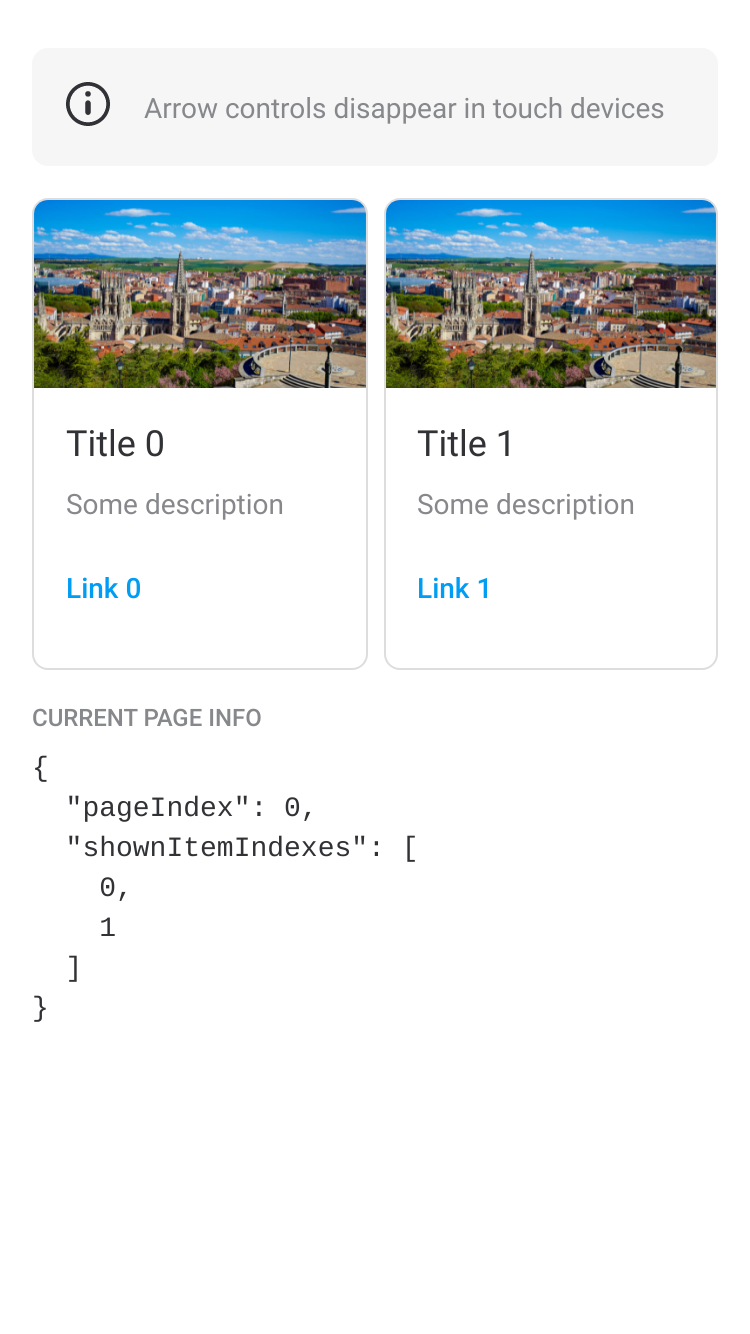 Arrow controls disappear in touch devices
Title 0
Some description
Link 0
Title 1
Some description
Link 1
CURRENT PAGE INFO
{
  "pageIndex": 0,
  "shownItemIndexes": [
    0,
    1
  ]
}